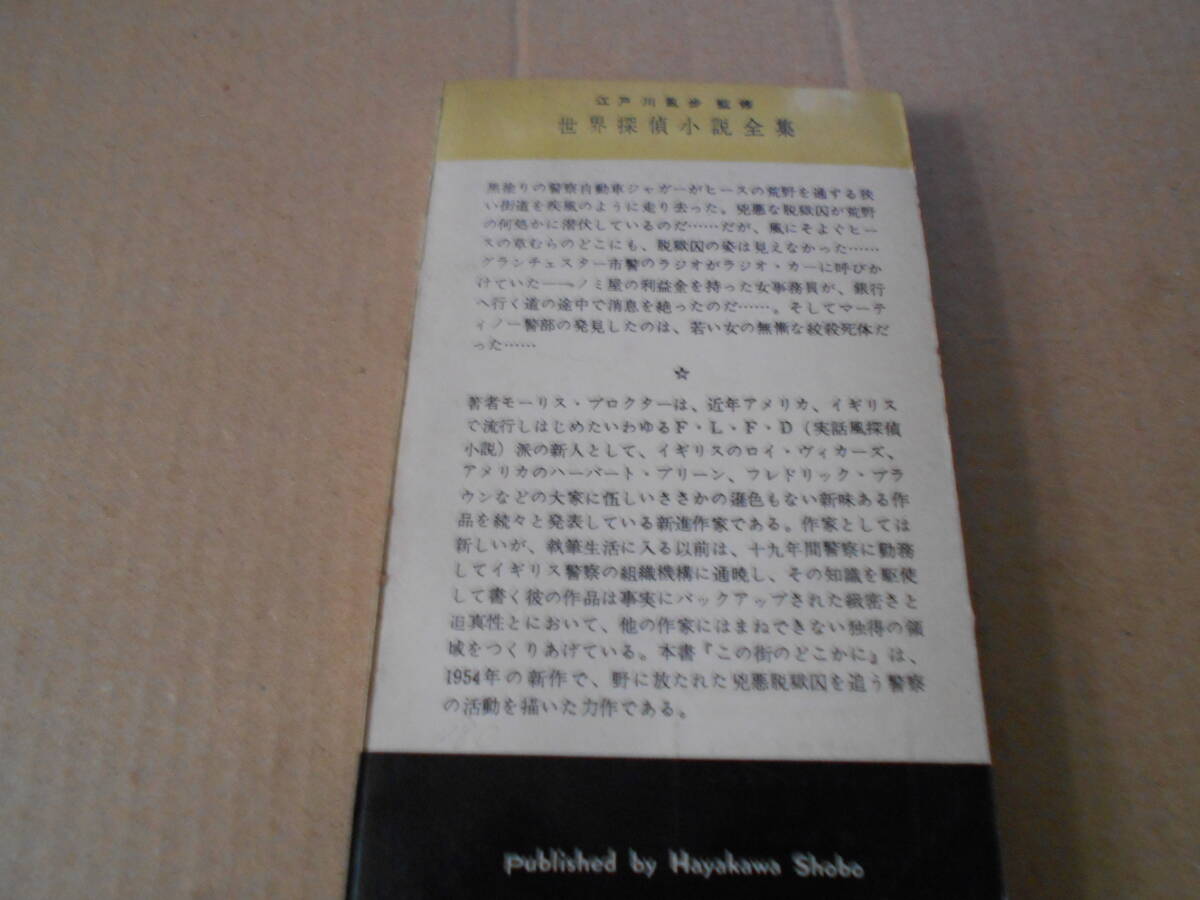 江戸川乱歩 監修
世界探偵小説全集
黒塗りの警察自動車ジャガーがヒースの荒野を通する狭
い街道を疾風のように走り去った。兇悪な脱獄囚が荒野
の何処かに潜伏しているのだ……だが、風にそよぐヒー
スの草むらのどこにも、脱獄囚の姿は見えなかった……
グランチェスター市警のラジオがラジオ・カーに呼びか
けていた――ノミ屋の利益金を持った女事務員が、銀行
へ行く道の途中で消息を絶ったのだ……。そしてマーテ
ィノー警部の発見したのは、若い女の無慚な絞殺死体だ
った……
☆
著者モーリス・プロクターは、近年アメリカ、イギリス
で流行しはじめたいわゆるF・L・F・D（実話風探偵
小説）派の新人として、イギリスのロイ・ヴィカーズ、
アメリカのハーバート・ブリーン、フレドリック・ブラ
ウンなどの大家に伍しいささかの遜色もない新味ある作
品を続々と発表している新進作家である。作家としては
新しいが、執筆生活に入る以前は、十九年間警察に勤務
してイギリス警察の組織機構に通暁し、その知識を駆使
して書く彼の作品は事実にバックアップされた緻密さと
迫真性とにおいて、他の作家にはまねできない独得の領
域をつくりあげている。本書『この街のどこかに』は、
1954年の新作で、野に放たれた兇悪脱獄囚を追う警察
の活動を描いた力作である。
published by Hayakawa Shobo